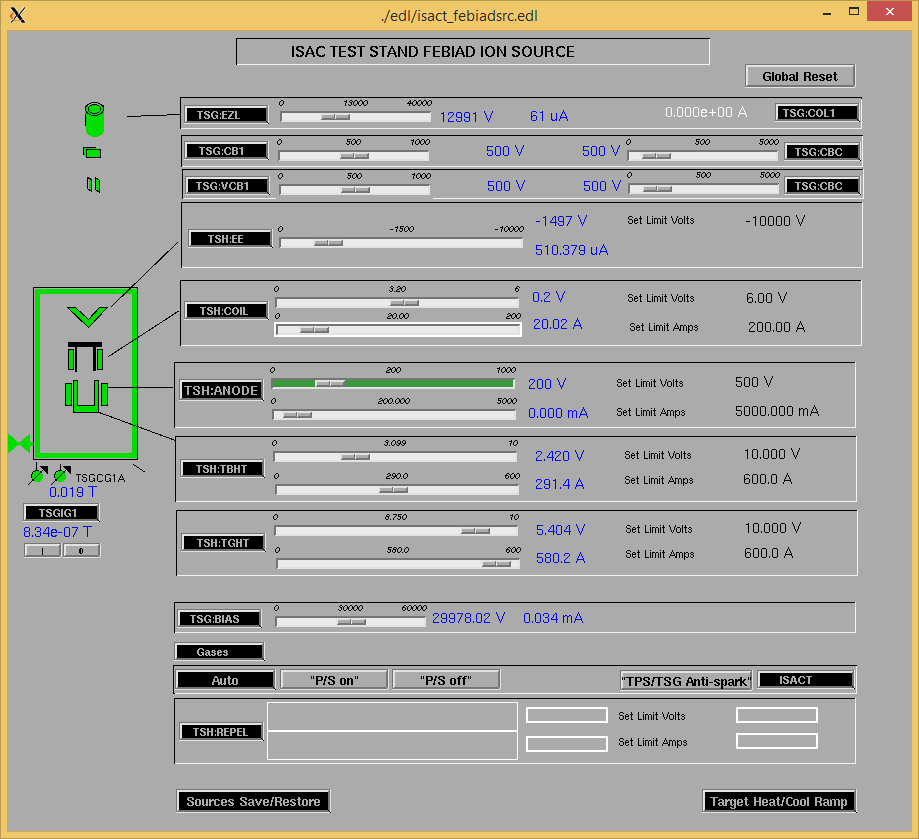 ./edl/isact_febiadsrc.edl
ISAC TEST STAND FEBIAD ION SOURCE
Global Reset
TSG:EZL 0 13000 40000 12991 V 61 uA 0.000e+00 A TSG:COL1
TSG:CB1 0 500 1000 500 V 500 V 0 500 5000 TSG:CBC
TSG:VCB1 0 500 1000 500 V 500 V 0 500 5000 TSG:CBC
TSH:EE 0 -1500 -10000 -1497 V Set Limit Volts -10000 V
510.379 uA
TSH:COIL 0 3.20 6 0.2 V Set Limit Volts 6.00 V
0 20.00 200 20.02 A Set Limit Amps 200.00 A
TSH:ANODE 0 200 1000 200 V Set Limit Volts 500 V
0 200.000 5000 0.000 mA Set Limit Amps 5000.000 mA
TSH:TBHT 0 3.099 10 2.420 V Set Limit Volts 10.000 V
0 290.0 600 291.4 A Set Limit Amps 600.0 A
TSGCG1A
0.019 T
TSGIG1
8.34e-07 T
I 0
TSH:TGHT 0 6.750 10 5.404 V Set Limit Volts 10.000 V
0 580.0 600 580.2 A Set Limit Amps 600.0 A
TSG:BIAS 0 30000 60000 29978.02 V 0.034 mA
Gases
Auto "P/S on" "P/S off" "TPS/TSG Anti-spark" ISACT
TSH:REPEL Set Limit Volts
Set Limit Amps
Sources Save/Restore Target Heat/Cool Ramp